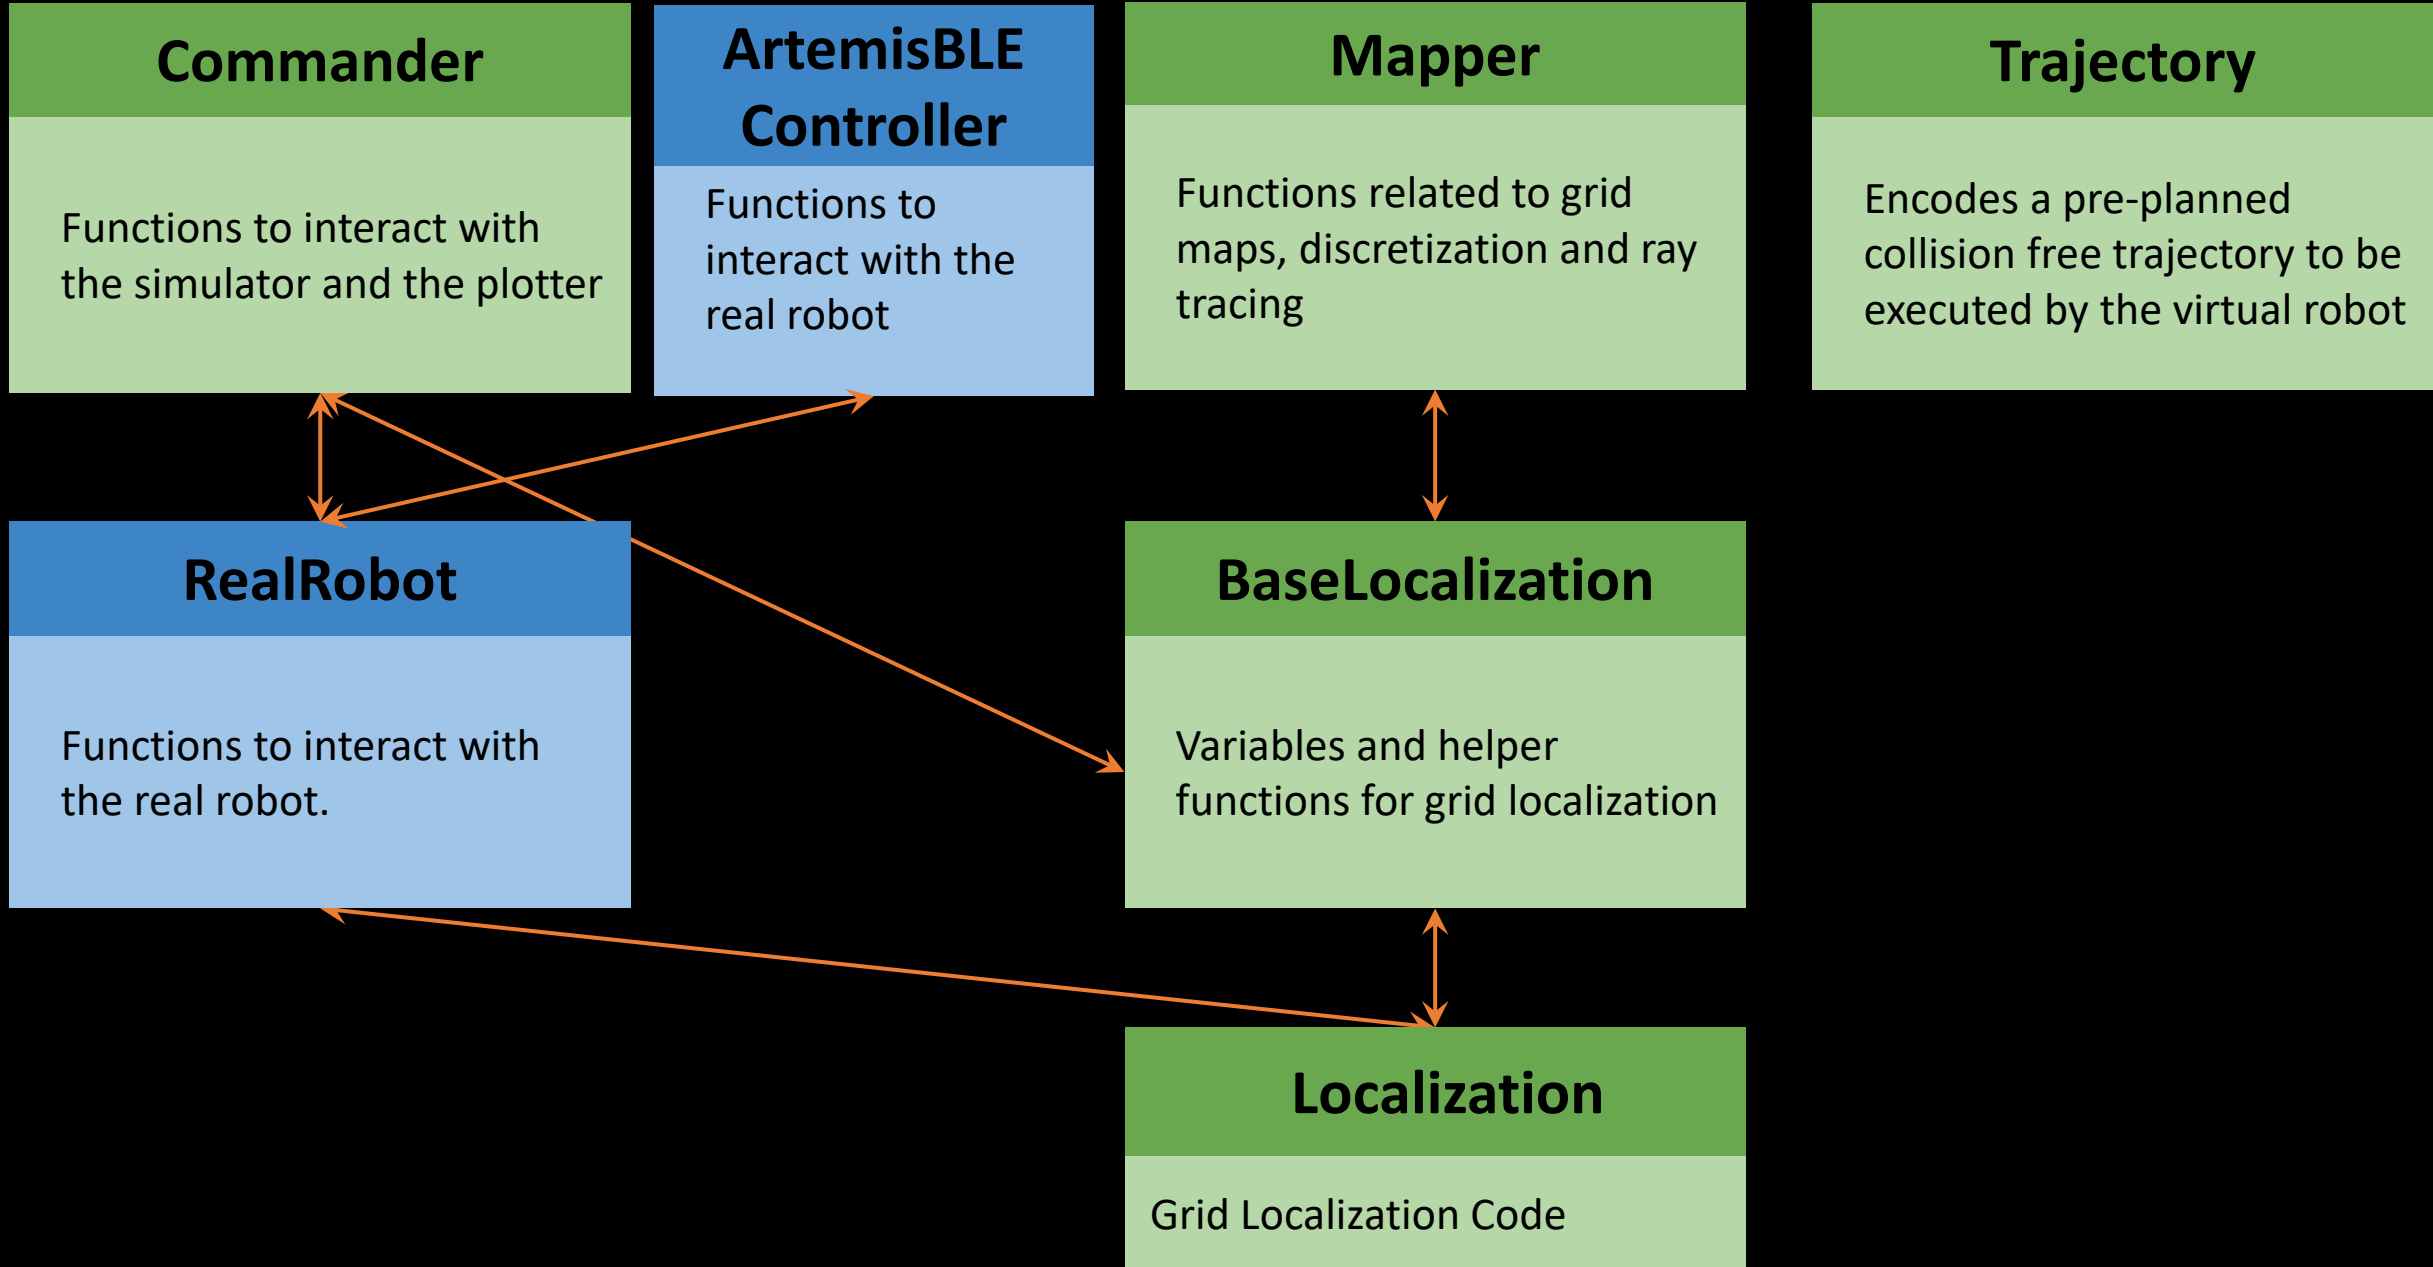 Commander
Functions to interact with
the simulator and the plotter
ArtemisBLE
Controller
Functions to
interact with the
real robot
Mapper
Functions related to grid
maps, discretization and ray
tracing
Trajectory
Encodes a pre-planned
collision free trajectory to be
executed by the virtual robot
RealRobot
Functions to interact with
the real robot.
BaseLocalization
Variables and helper
functions for grid localization
Localization
Grid Localization Code